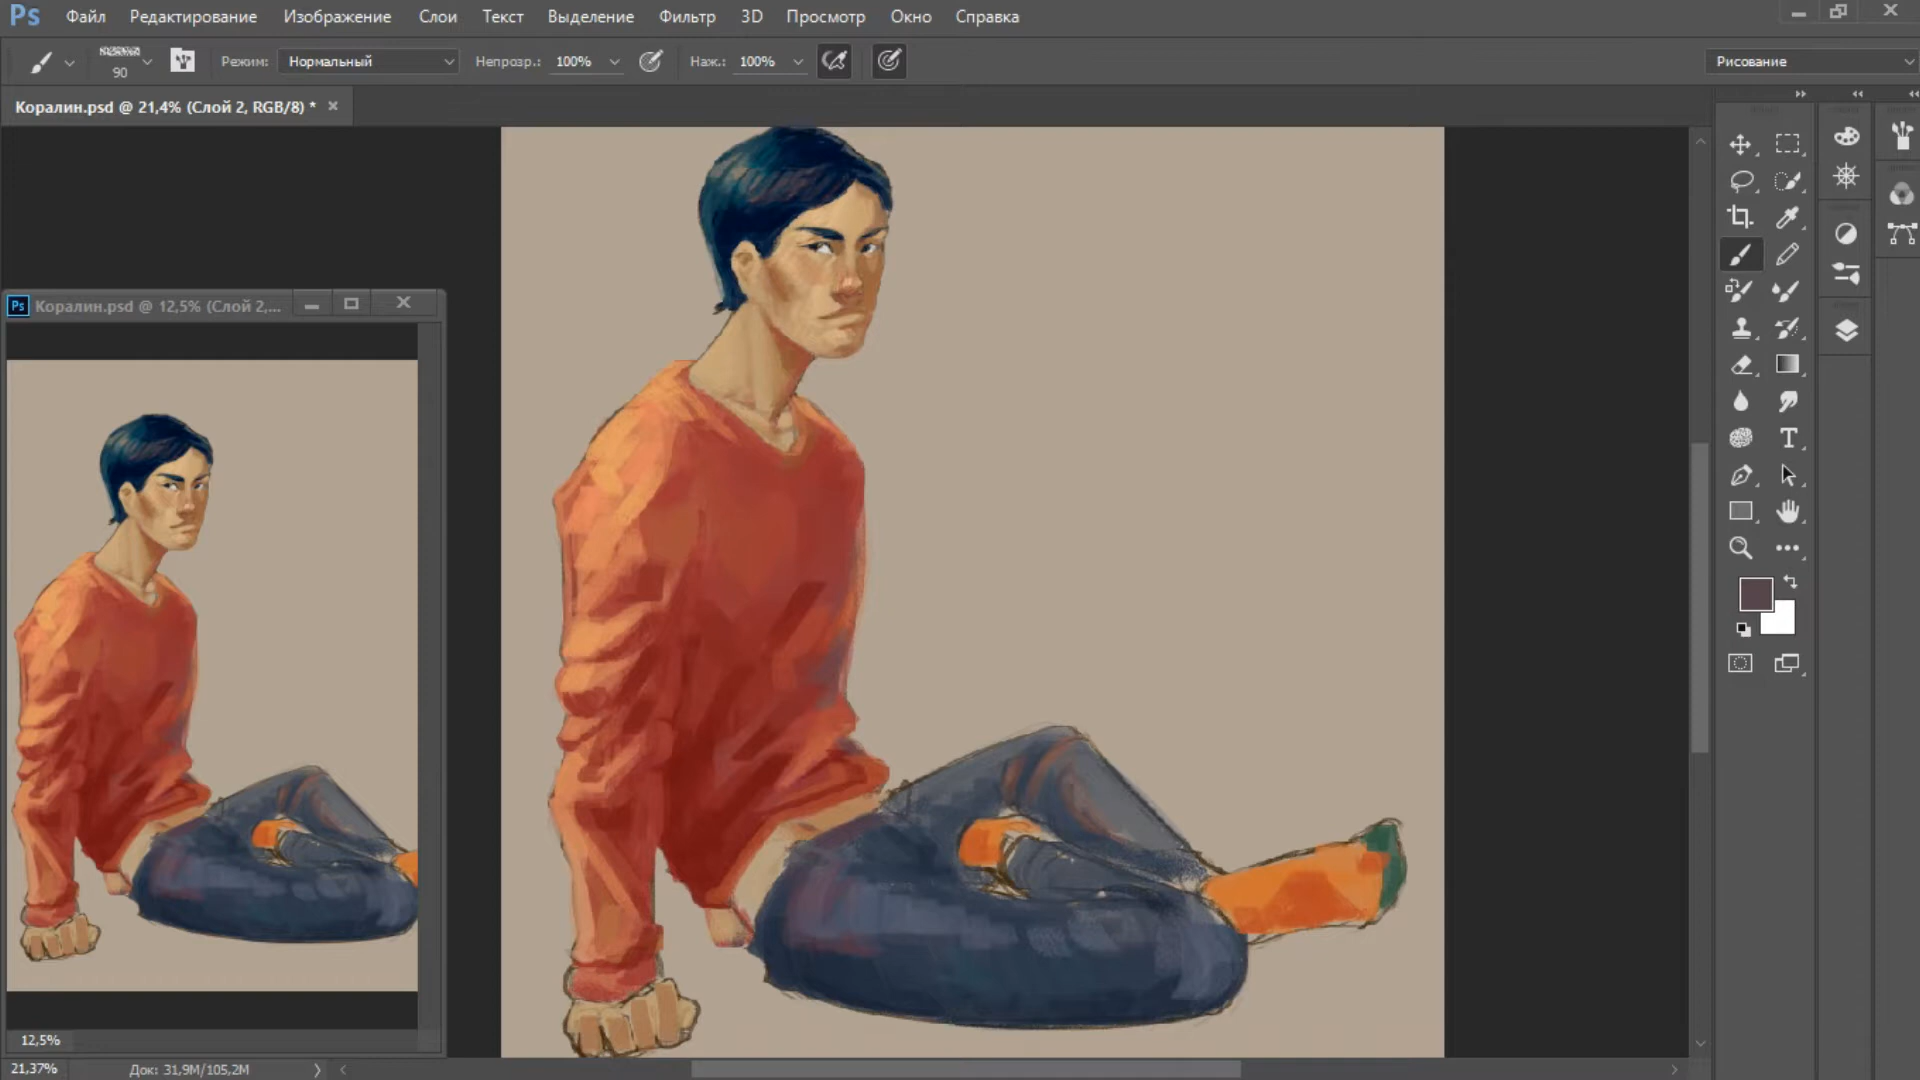 Ps Файл Редактирование Изображение Слои Текст Выделение Фильтр 3D Просмотр Окно Справка
90 Режим: Нормальный Непрозр.: 100% Наж.: 100% Рисование
Коралин.psd @ 21,4% (Слой 2, RGB/8) *
Ps Коралин.psd @ 12,5% (Слой 2,...
12,5%
21,37% Док: 31,9M/105,2M